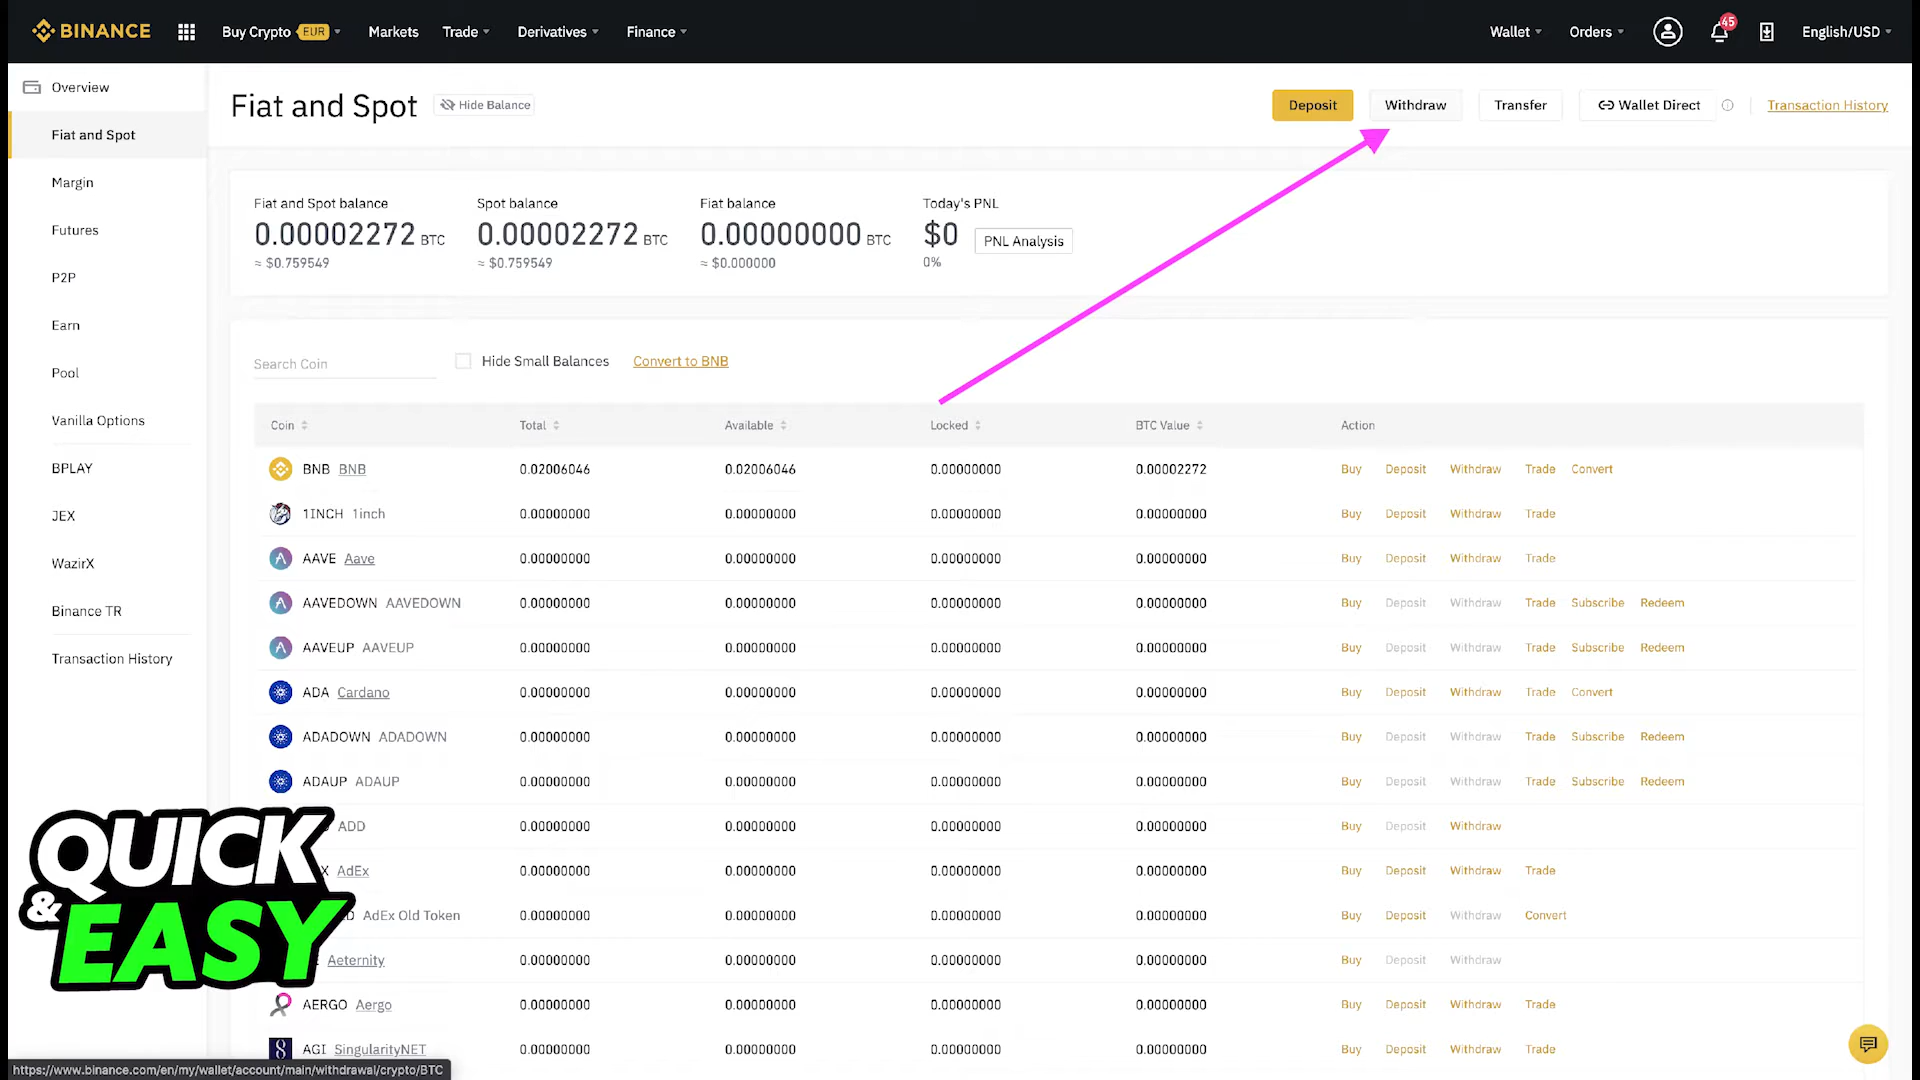 BINANCE Buy Crypto EUR Markets Trade Derivatives Finance Wallet Orders 45 English/USD
Overview
Fiat and Spot
Margin
Futures
P2P
Earn
Pool
Vanilla Options
BPLAY
JEX
WazirX
Binance TR
Transaction History
Fiat and Spot Hide Balance Deposit Withdraw Transfer Wallet Direct Transaction History
Fiat and Spot balance Spot balance Fiat balance Today's PNL
0.00002272 BTC 0.00002272 BTC 0.00000000 BTC $0 PNL Analysis
≈ $0.759549 ≈ $0.759549 ≈ $0.000000 0%
Search Coin Hide Small Balances Convert to BNB
Coin Total Available Locked BTC Value Action
BNB BNB 0.02006046 0.02006046 0.00000000 0.00002272 Buy Deposit Withdraw Trade Convert
1INCH 1inch 0.00000000 0.00000000 0.00000000 0.00000000 Buy Deposit Withdraw Trade
AAVE Aave 0.00000000 0.00000000 0.00000000 0.00000000 Buy Deposit Withdraw Trade
AAVEDOWN AAVEDOWN 0.00000000 0.00000000 0.00000000 0.00000000 Buy Deposit Withdraw Trade Subscribe Redeem
AAVEUP AAVEUP 0.00000000 0.00000000 0.00000000 0.00000000 Buy Deposit Withdraw Trade Subscribe Redeem
ADA Cardano 0.00000000 0.00000000 0.00000000 0.00000000 Buy Deposit Withdraw Trade Convert
ADADOWN ADADOWN 0.00000000 0.00000000 0.00000000 0.00000000 Buy Deposit Withdraw Trade Subscribe Redeem
ADAUP ADAUP 0.00000000 0.00000000 0.00000000 0.00000000 Buy Deposit Withdraw Trade Subscribe Redeem
ADD 0.00000000 0.00000000 0.00000000 0.00000000 Buy Deposit Withdraw
X AdEx 0.00000000 0.00000000 0.00000000 0.00000000 Buy Deposit Withdraw Trade
D AdEx Old Token 0.00000000 0.00000000 0.00000000 0.00000000 Buy Deposit Withdraw Convert
Aeternity 0.00000000 0.00000000 0.00000000 0.00000000 Buy Deposit Withdraw
AERGO Aergo 0.00000000 0.00000000 0.00000000 0.00000000 Buy Deposit Withdraw Trade
AGI SingularityNET 0.00000000 0.00000000 0.00000000 0.00000000 Buy Deposit Withdraw Trade
QUICK
& EASY
https://www.binance.com/en/my/wallet/account/main/withdrawal/crypto/BTC